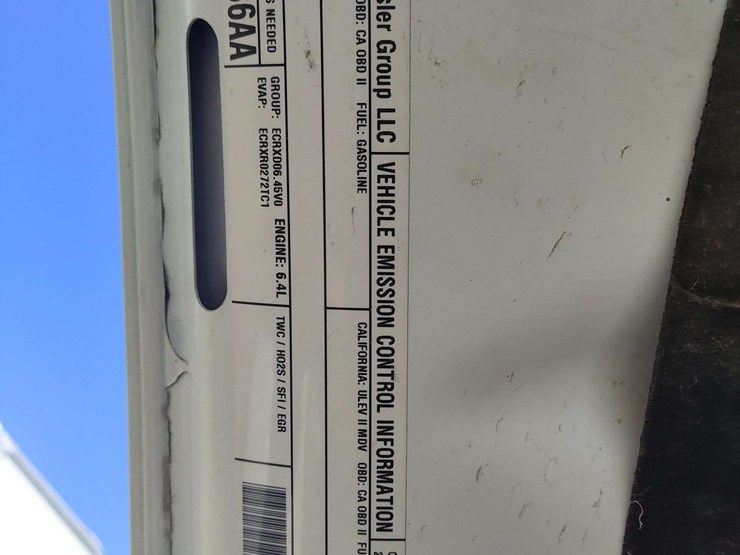 sler Group LLC VEHICLE EMISSION CONTROL INFORMATION
OBD: CA OBD II FUEL: GASOLINE
CALIFORNIA: ULEV II MDV OBD: CA OBD II FU
S NEEDED
GROUP: ECRXD06.45V0 ENGINE: 6.4L
EVAP: ECRXR0272TC1
TWC / HO2S / SFI / EGR
6AA